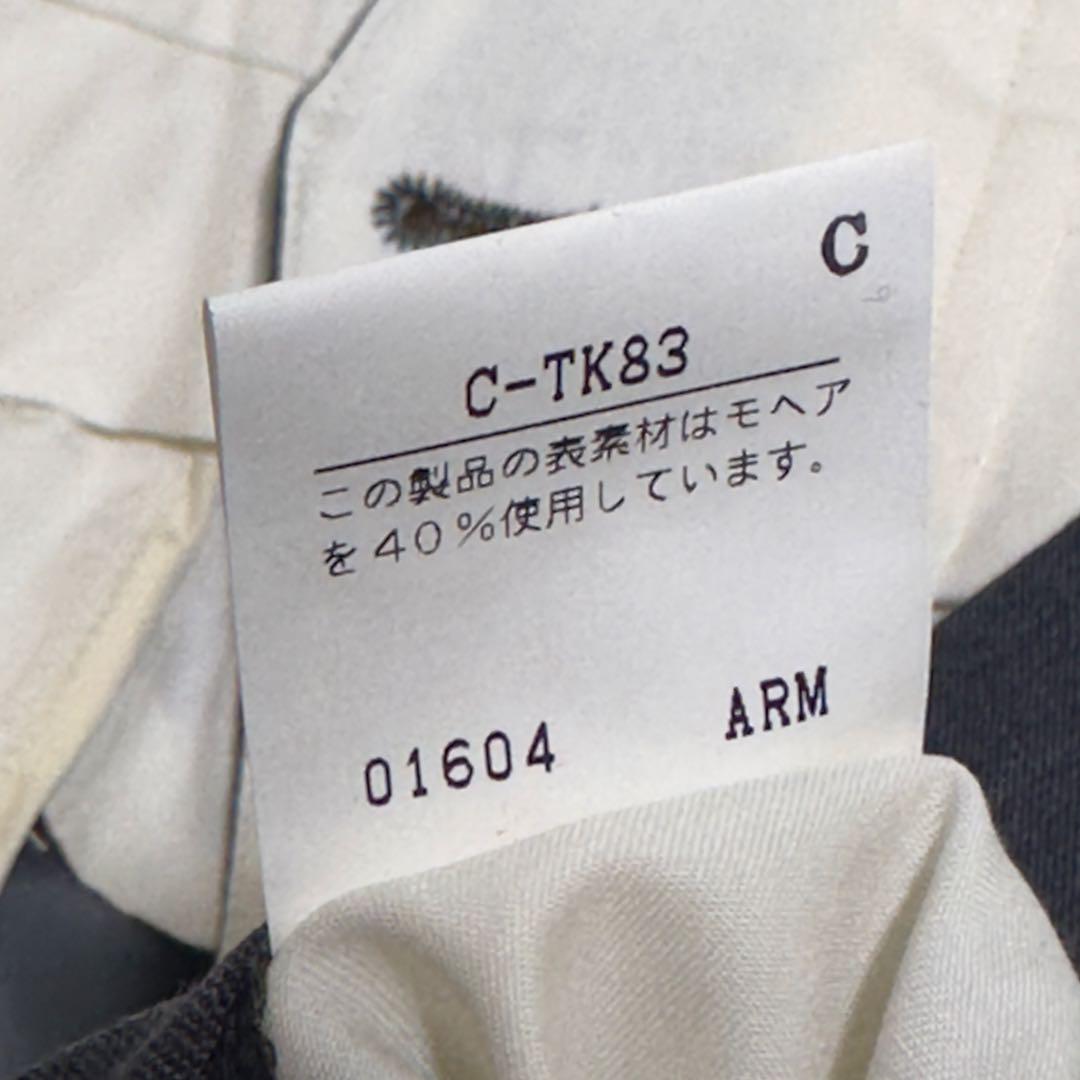 C
C-TK83
この製品の表素材はモヘア
を40%使用しています。
01604 ARM